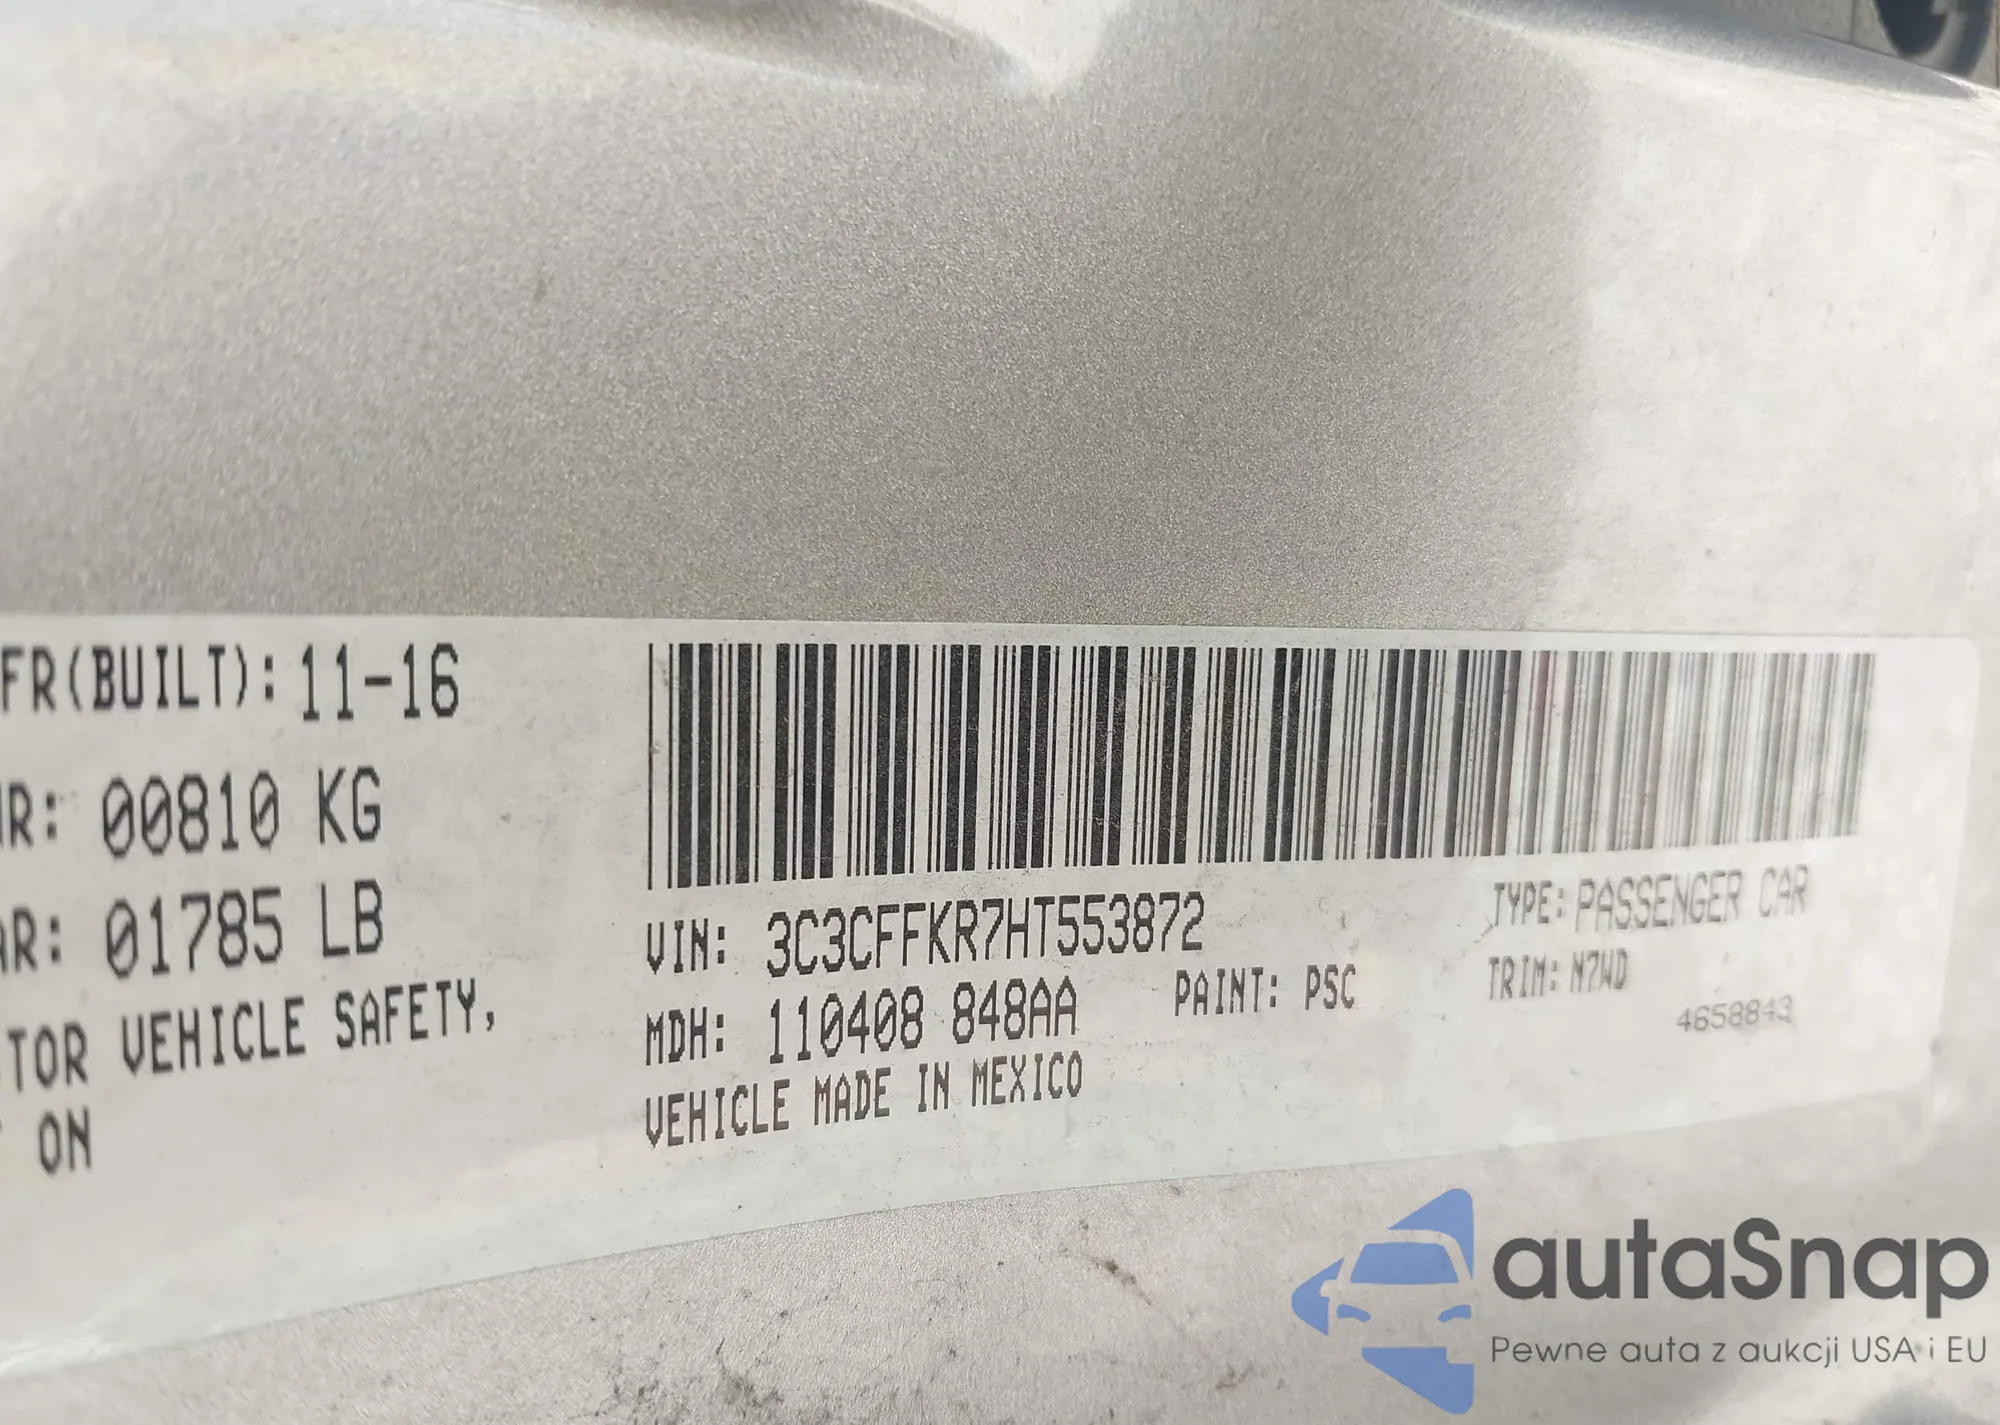 FR(BUILT): 11-16
R: 00810 KG
R: 01785 LB
TOR VEHICLE SAFETY,
ON
VIN: 3C3CFFKR7HT553872
MDH: 110408 848AA
PAINT: PSC
VEHICLE MADE IN MEXICO
TYPE: PASSENGER CAR
TRIM: N7WD
4658843
autaSnap
Pewne auta z aukcji USA i EU